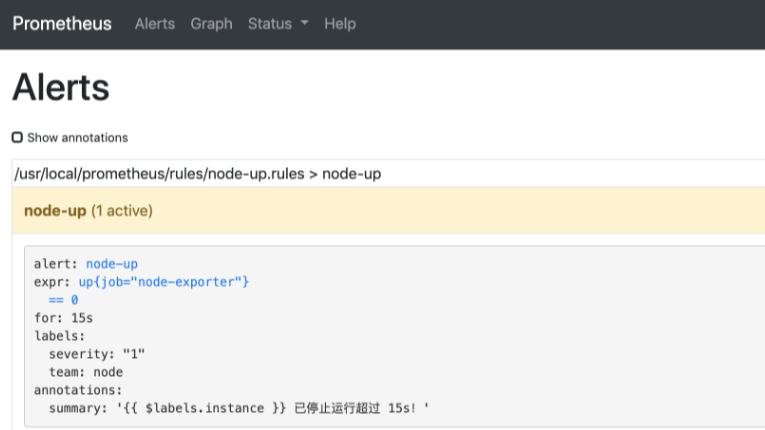 Prometheus Alerts Graph Status Help
Alerts
Show annotations
/usr/local/prometheus/rules/node-up.rules > node-up
node-up (1 active)
alert: node-up
expr: up{job="node-exporter"}
== 0
for: 15s
labels:
severity: "1"
team: node
annotations:
summary: '{{ $labels.instance }} 已停止运行超过 15s! '